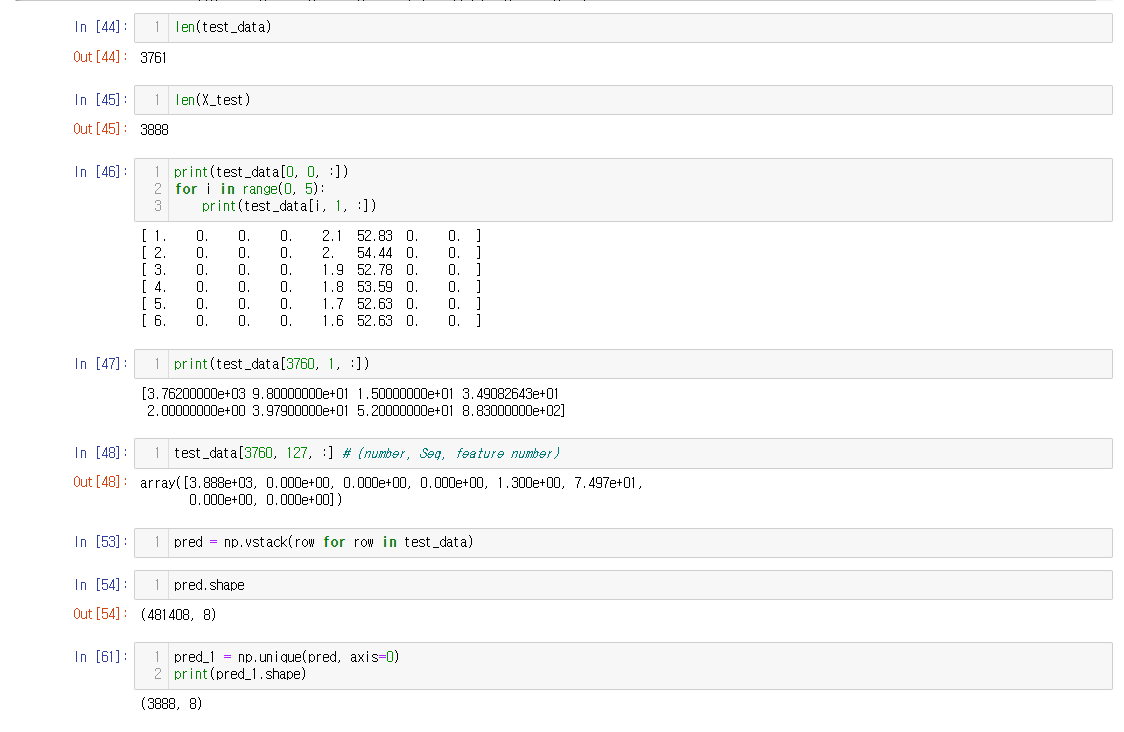 In [44]: 1 len(test_data)
Out[44]: 3761
In [45]: 1 len(X_test)
Out[45]: 3888
In [46]: 1 print(test_data[0, 0, :])
2 for i in range(0, 5):
3     print(test_data[i, 1, :])
[ 1.    0.    0.    0.    2.1  52.83  0.    0.  ]
[ 2.    0.    0.    0.    2.   54.44  0.    0.  ]
[ 3.    0.    0.    0.    1.9  52.78  0.    0.  ]
[ 4.    0.    0.    0.    1.8  53.59  0.    0.  ]
[ 5.    0.    0.    0.    1.7  52.63  0.    0.  ]
[ 6.    0.    0.    0.    1.6  52.63  0.    0.  ]
In [47]: 1 print(test_data[3760, 1, :])
[3.76200000e+03 9.80000000e+01 1.50000000e+01 3.49082643e+01
 2.00000000e+00 3.97900000e+01 5.20000000e+01 8.83000000e+02]
In [48]: 1 test_data[3760, 127, :] # (number, Seq, feature number)
Out[48]: array([3.888e+03, 0.000e+00, 0.000e+00, 0.000e+00, 1.300e+00, 7.497e+01,
       0.000e+00, 0.000e+00])
In [53]: 1 pred = np.vstack(row for row in test_data)
In [54]: 1 pred.shape
Out[54]: (481408, 8)
In [61]: 1 pred_1 = np.unique(pred, axis=0)
2 print(pred_1.shape)
(3888, 8)